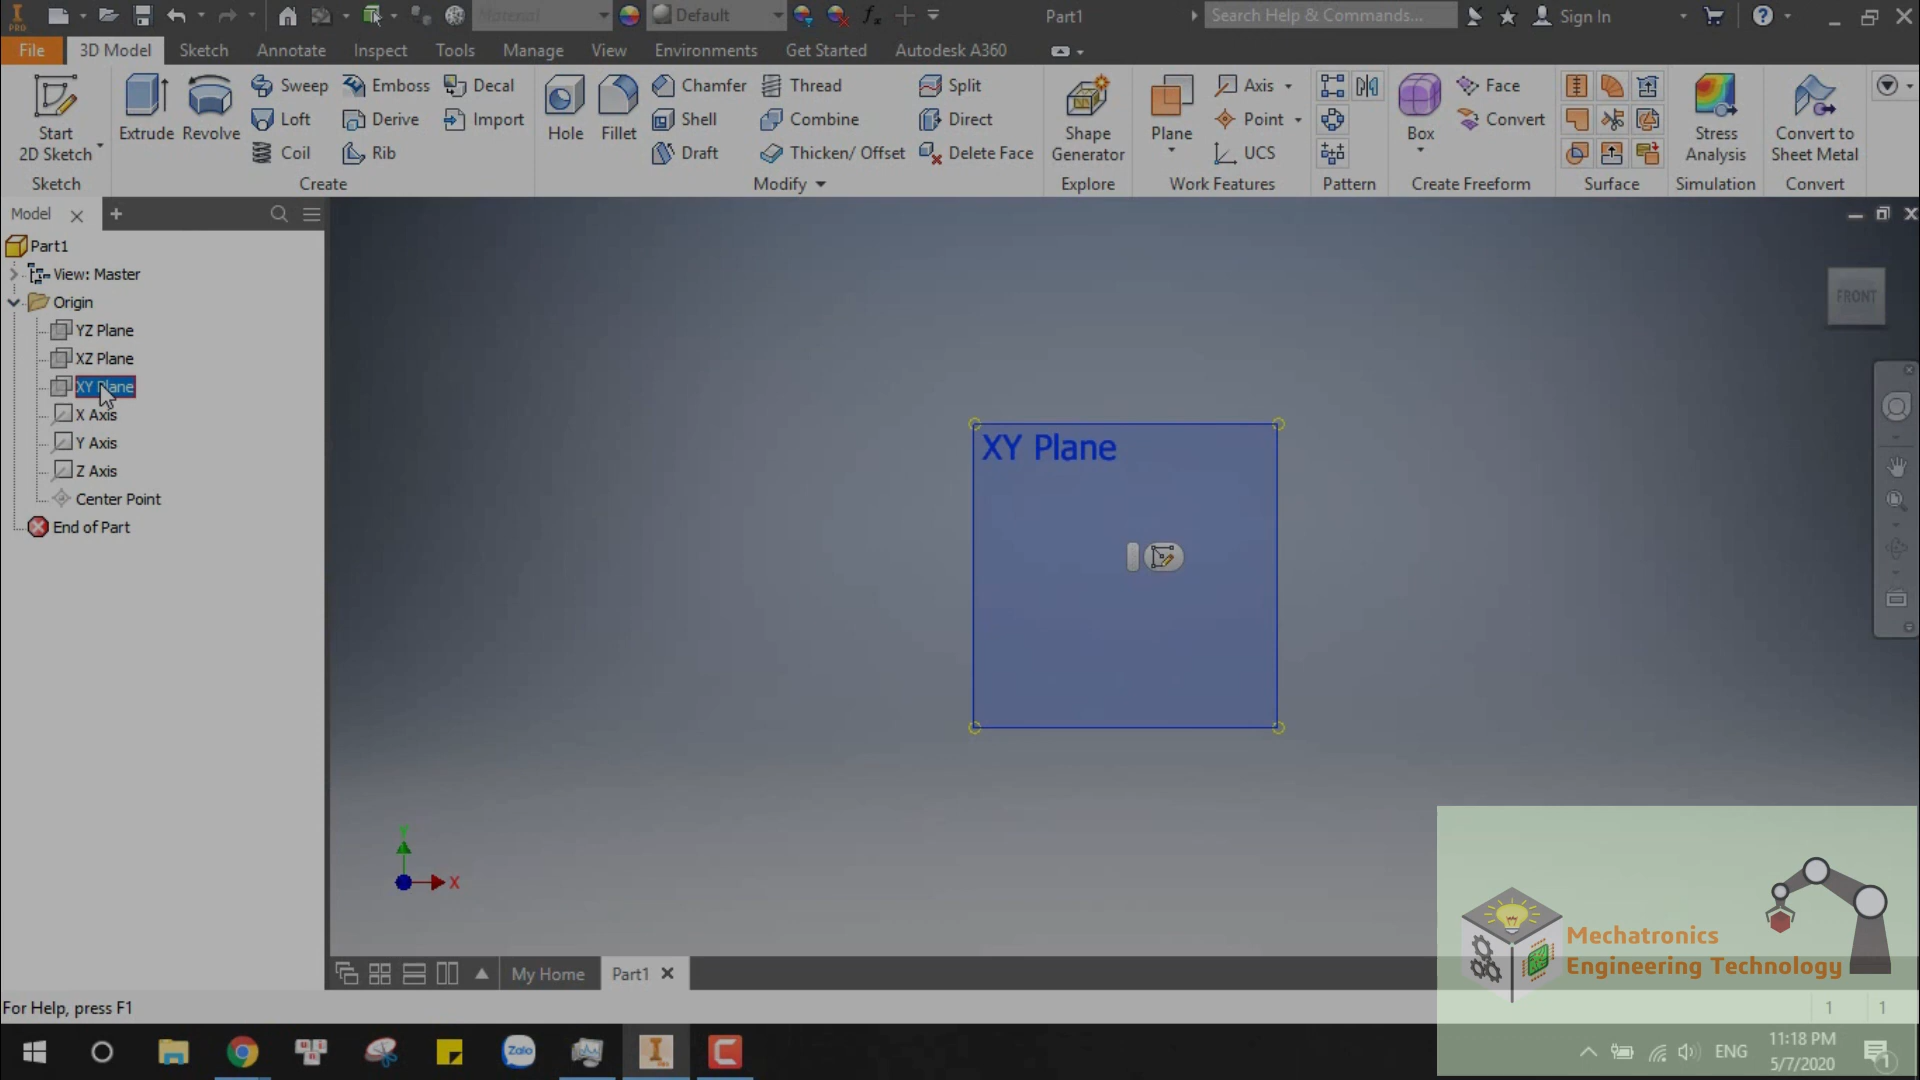 Material
Default
Part1
Search Help & Commands...
Sign In
PRO
File
3D Model
Sketch
Annotate
Inspect
Tools
Manage
View
Environments
Get Started
Autodesk A360
Start
2D Sketch
Sketch
Extrude
Revolve
Sweep
Loft
Coil
Emboss
Derive
Rib
Decal
Import
Create
Hole
Fillet
Chamfer
Shell
Draft
Thread
Combine
Thicken/ Offset
Split
Direct
Delete Face
Modify
Shape
Generator
Explore
Plane
Axis
Point
UCS
Work Features
Pattern
Box
Face
Convert
Create Freeform
Surface
Stress
Analysis
Simulation
Convert to
Sheet Metal
Convert
Model
Part1
View: Master
Origin
YZ Plane
XZ Plane
XY Plane
X Axis
Y Axis
Z Axis
Center Point
End of Part
XY Plane
FRONT
Y
X
Mechatronics
Engineering Technology
My Home
Part1
For Help, press F1
1
1
Zalo
PRO
ENG
11:18 PM
5/7/2020
1